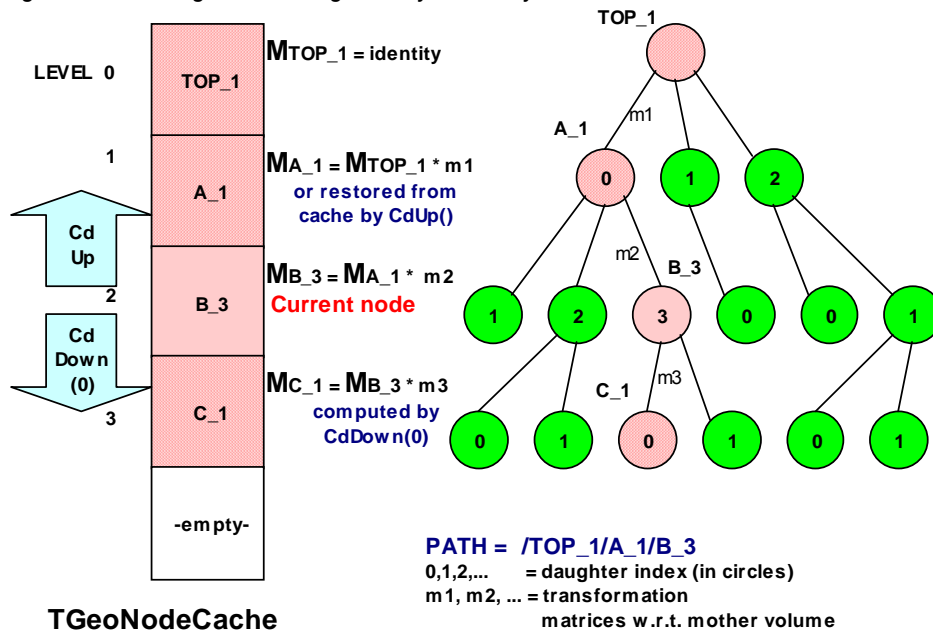 TOP_1
LEVEL 0
TOP_1
MTOP_1 = identity
1
A_1
MA_1 = MTOP_1 * m1
or restored from
cache by CdUp()
Cd
Up
2
B_3
MB_3 = MA_1 * m2
Current node
Cd
Down
(0)
3
C_1
MC_1 = MB_3 * m3
computed by
CdDown(0)
-empty-
TGeoNodeCache
m1
A_1
0
1
2
m2
B_3
1
2
3
0
0
1
C_1
m3
0
1
0
1
0
1
PATH = /TOP_1/A_1/B_3
0,1,2,... = daughter index (in circles)
m1, m2, ... = transformation
matrices w.r.t. mother volume